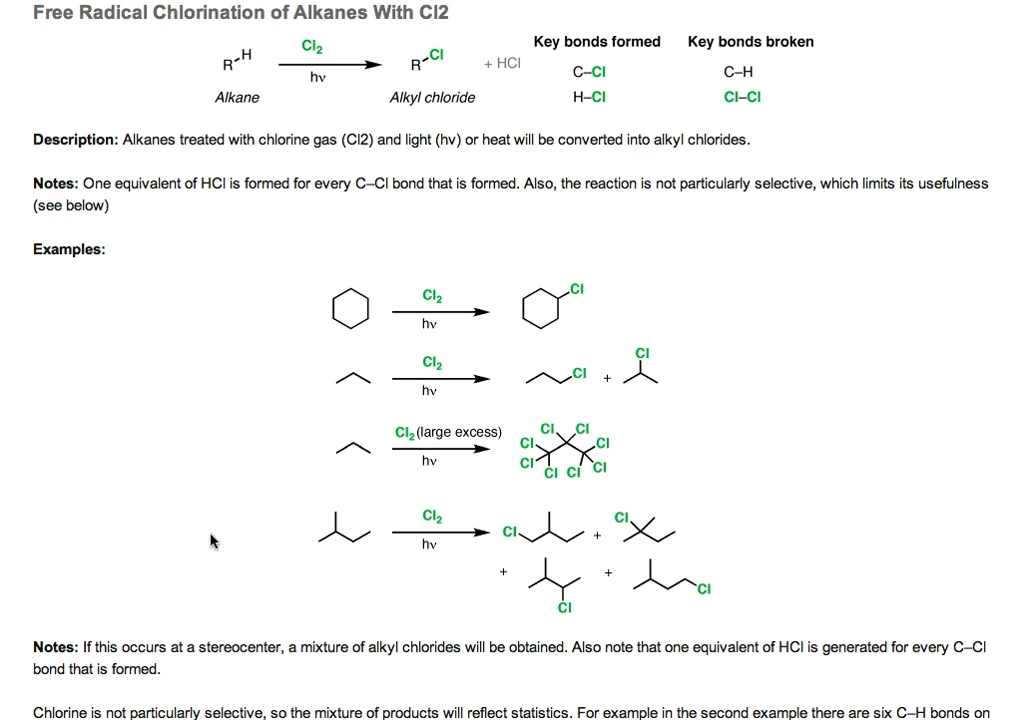 Free Radical Chlorination of Alkanes With Cl2
Key bonds formed Key bonds broken
R H Cl₂ hν R Cl + HCl
C–Cl C–H
H–Cl Cl–Cl
Alkane Alkyl chloride
Description: Alkanes treated with chlorine gas (Cl2) and light (hv) or heat will be converted into alkyl chlorides.
Notes: One equivalent of HCl is formed for every C–Cl bond that is formed. Also, the reaction is not particularly selective, which limits its usefulness
(see below)
Examples:
Cl₂ Cl
hν
Cl₂ Cl + Cl
hν
Cl₂ (large excess) Cl Cl
Cl Cl
hν Cl Cl Cl Cl
Cl₂ Cl + Cl
hν
+ + Cl
Cl
Notes: If this occurs at a stereocenter, a mixture of alkyl chlorides will be obtained. Also note that one equivalent of HCl is generated for every C–Cl
bond that is formed.
Chlorine is not particularly selective, so the mixture of products will reflect statistics. For example in the second example there are six C–H bonds on